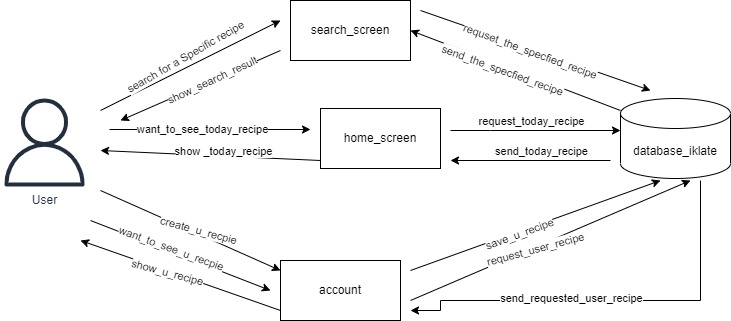 search_screen
search for a Specific recipe
requset_the_specfied_recipe
send_the_specfied_recipe
show_search_result
want_to_see_today_recipe
home_screen
request_today_recipe
show _today_recipe
send_today_recipe
database_iklate
User
create_u_recpie
want_to_see_u_recpie
show_u_recipe
account
save_u_recipe
request_user_recipe
send_requested_user_recipe